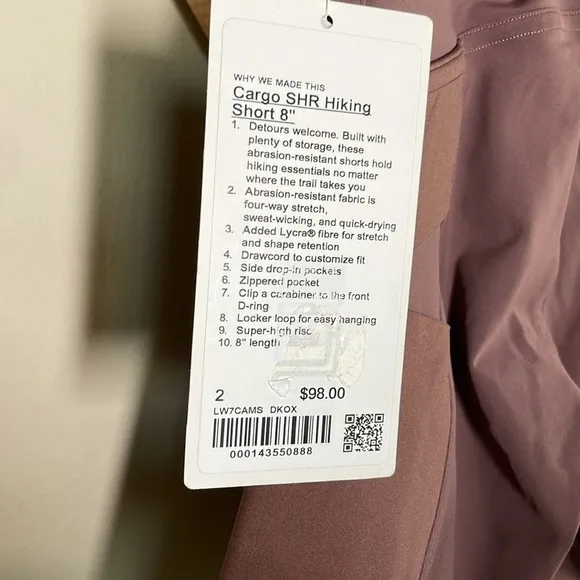 WHY WE MADE THIS
Cargo SHR Hiking
Short 8"
1. Detours welcome. Built with
plenty of storage, these
abrasion-resistant shorts hold
hiking essentials no matter
where the trail takes you
2. Abrasion-resistant fabric is
four-way stretch,
sweat-wicking, and quick-drying
3. Added Lycra® fibre for stretch
and shape retention
4. Drawcord to customize fit
5. Side drop-in pockets
6. Zippered pocket
7. Clip a carabiner to the front
D-ring
8. Locker loop for easy hanging
9. Super-high rise
10. 8" length
2 $98.00
LW7CAMS DKOX
000143550888